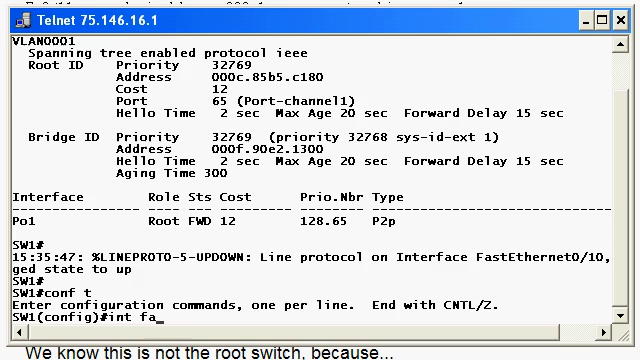 Telnet 75.146.16.1
VLAN0001
Spanning tree enabled protocol ieee
Root ID Priority 32769
Address 000c.85b5.c180
Cost 12
Port 65 (Port-channel1)
Hello Time 2 sec Max Age 20 sec Forward Delay 15 sec
Bridge ID Priority 32769 (priority 32768 sys-id-ext 1)
Address 000f.90e2.1300
Hello Time 2 sec Max Age 20 sec Forward Delay 15 sec
Aging Time 300
Interface Role Sts Cost Prio.Nbr Type
Po1 Root FWD 12 128.65 P2p
SW1#
15:35:47: %LINEPROTO-5-UPDOWN: Line protocol on Interface FastEthernet0/10,
ged state to up
SW1#
SW1#conf t
Enter configuration commands, one per line. End with CNTL/Z.
SW1(config)#int fa_
We know this is not the root switch, because...